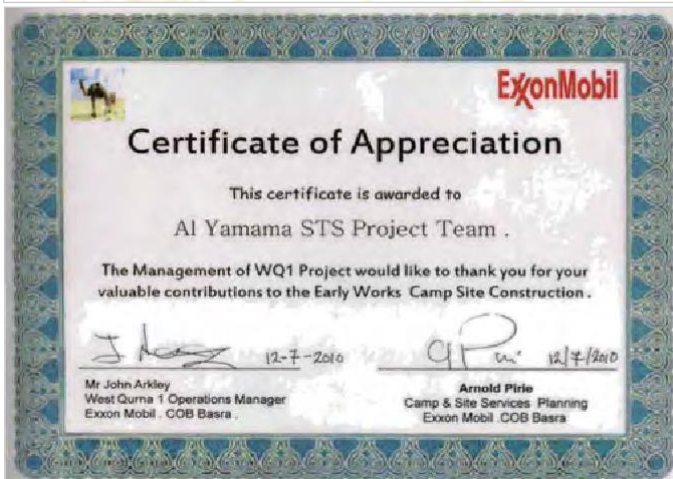 ExxonMobil
Certificate of Appreciation
This certificate is awarded to
Al Yamama STS Project Team .
The Management of WQ1 Project would like to thank you for your
valuable contributions to the Early Works Camp Site Construction .
12-7-2010
12/7/2010
Mr John Arkley
West Qurna 1 Operations Manager
Exxon Mobil . COB Basra .
Arnold Pirie
Camp & Site Services Planning
Exxon Mobil .COB Basra